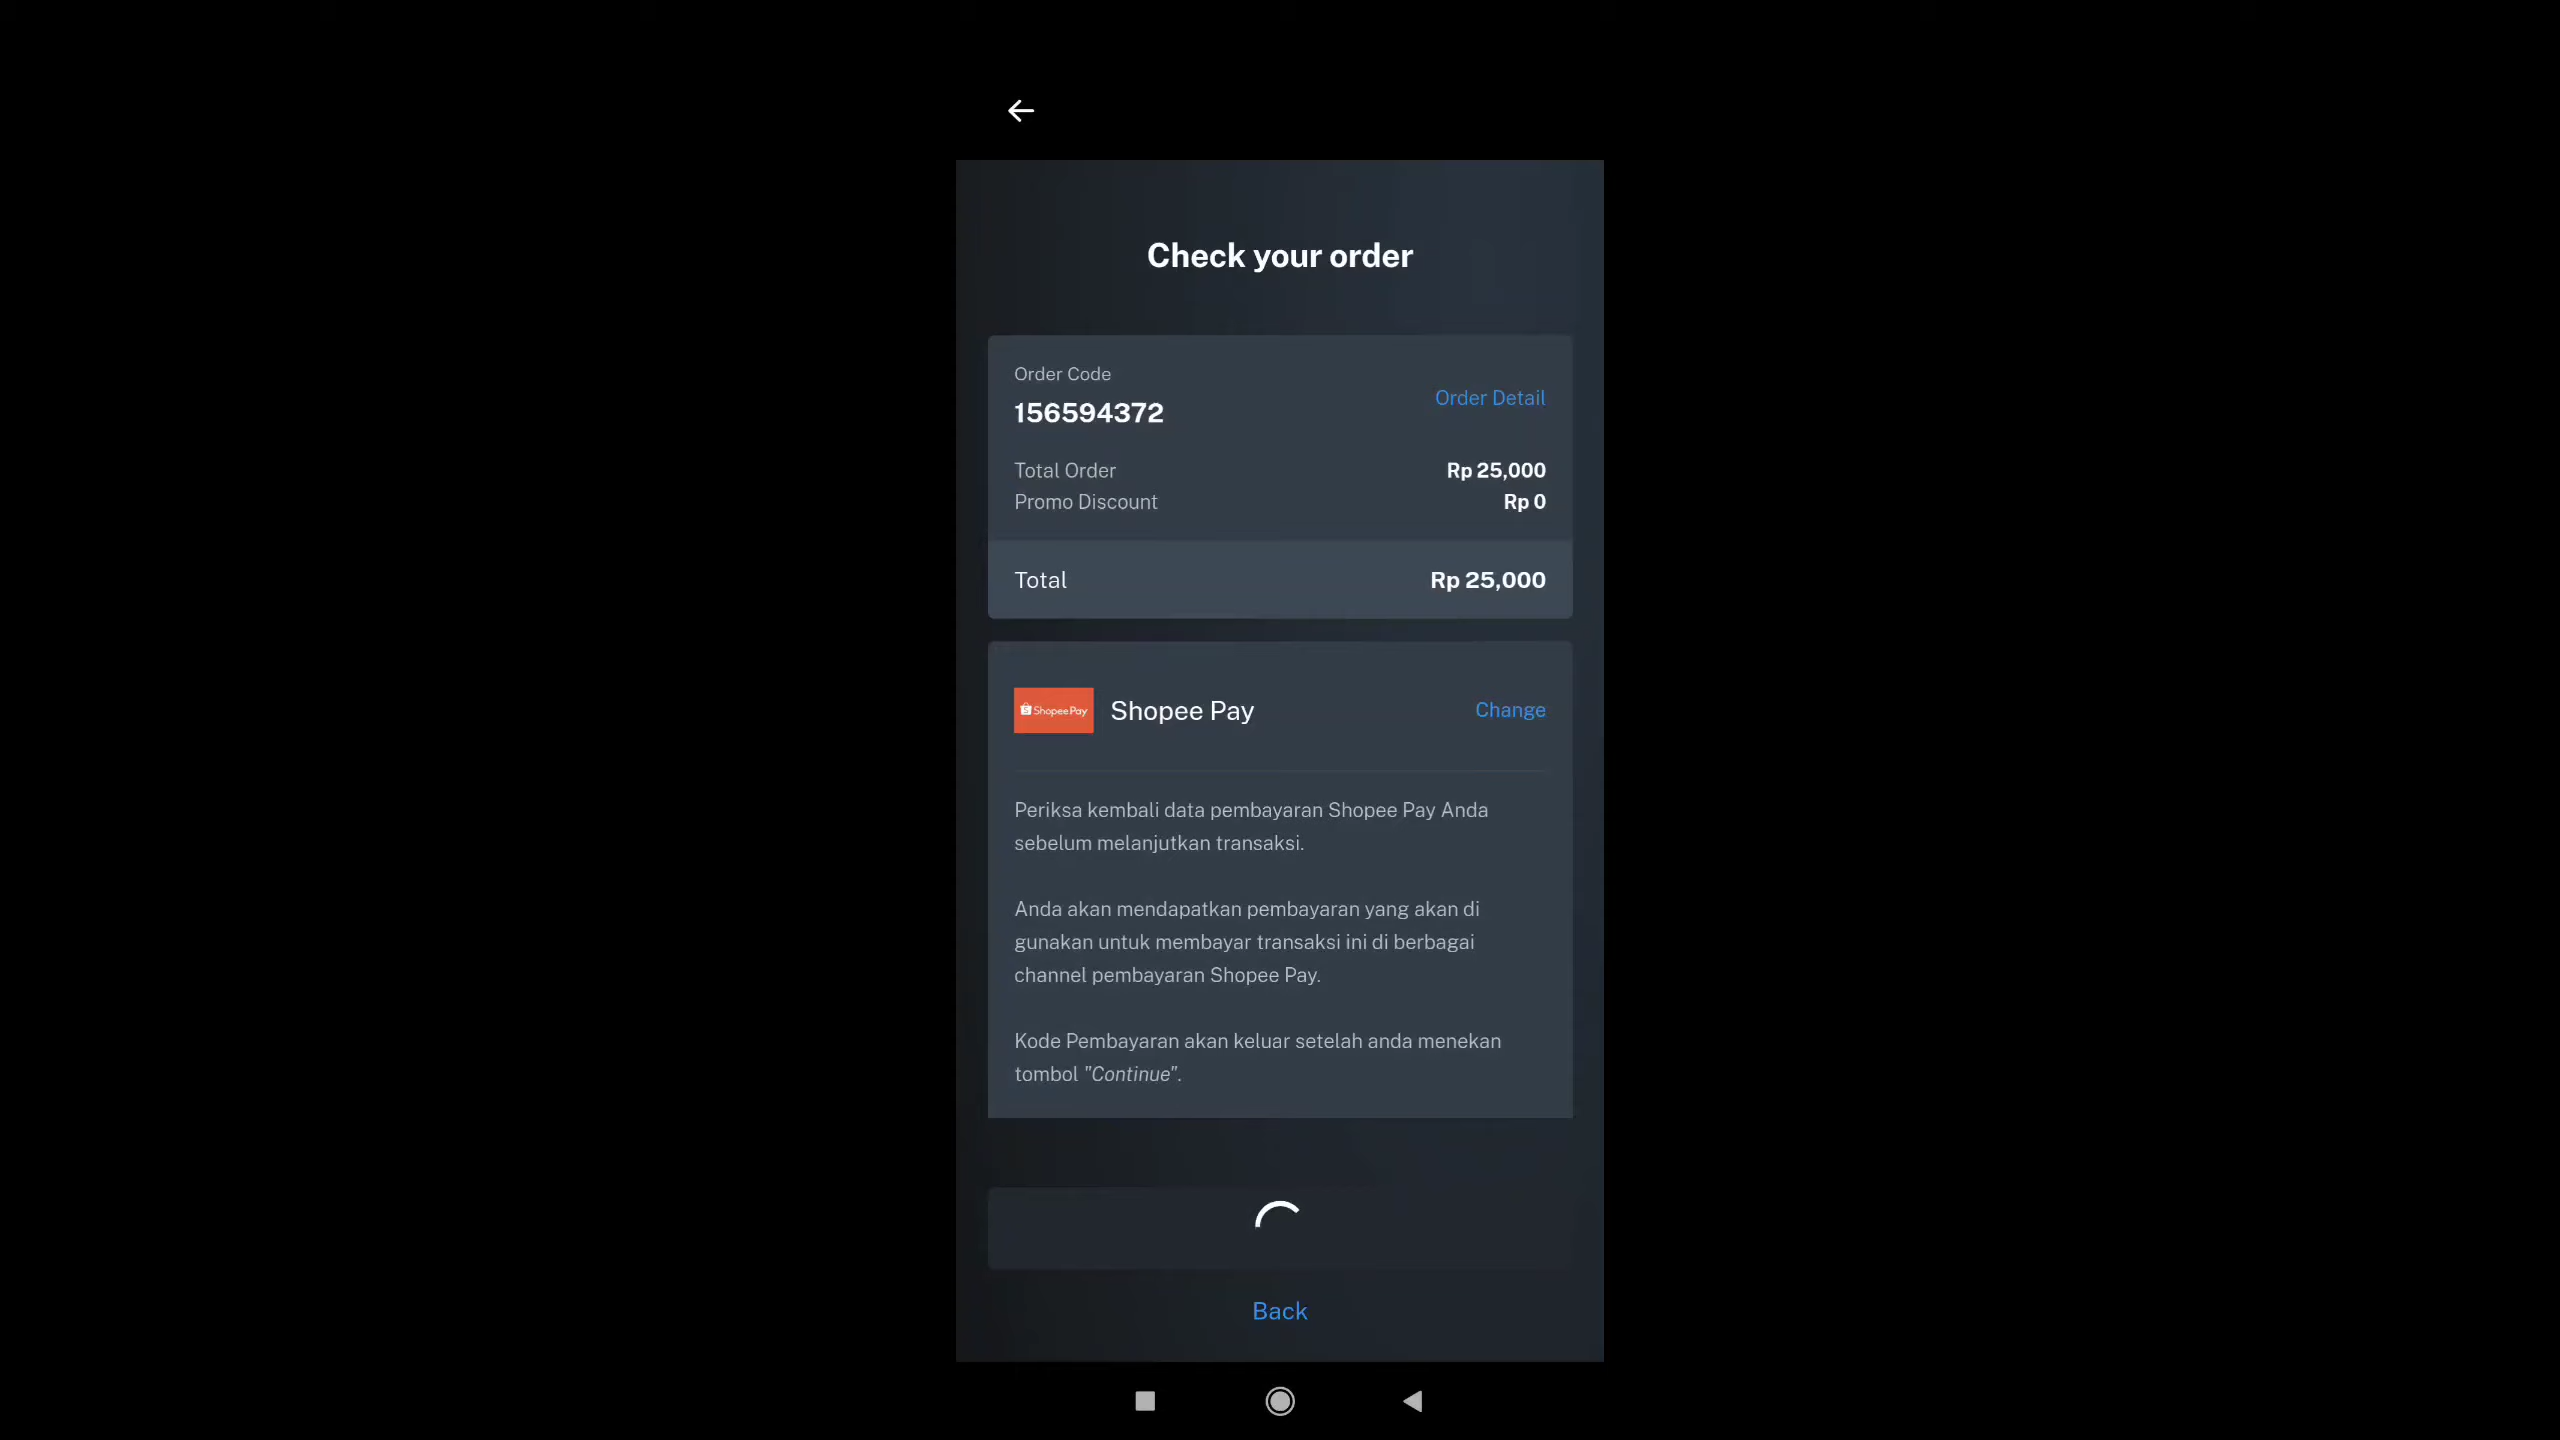 Check your order
Order Code
Order Detail
156594372
Total Order Rp 25,000
Promo Discount Rp 0
Total Rp 25,000
ShopeePay
Shopee Pay
Change
Periksa kembali data pembayaran Shopee Pay Anda
sebelum melanjutkan transaksi.
Anda akan mendapatkan pembayaran yang akan di
gunakan untuk membayar transaksi ini di berbagai
channel pembayaran Shopee Pay.
Kode Pembayaran akan keluar setelah anda menekan
tombol "Continue".
Back